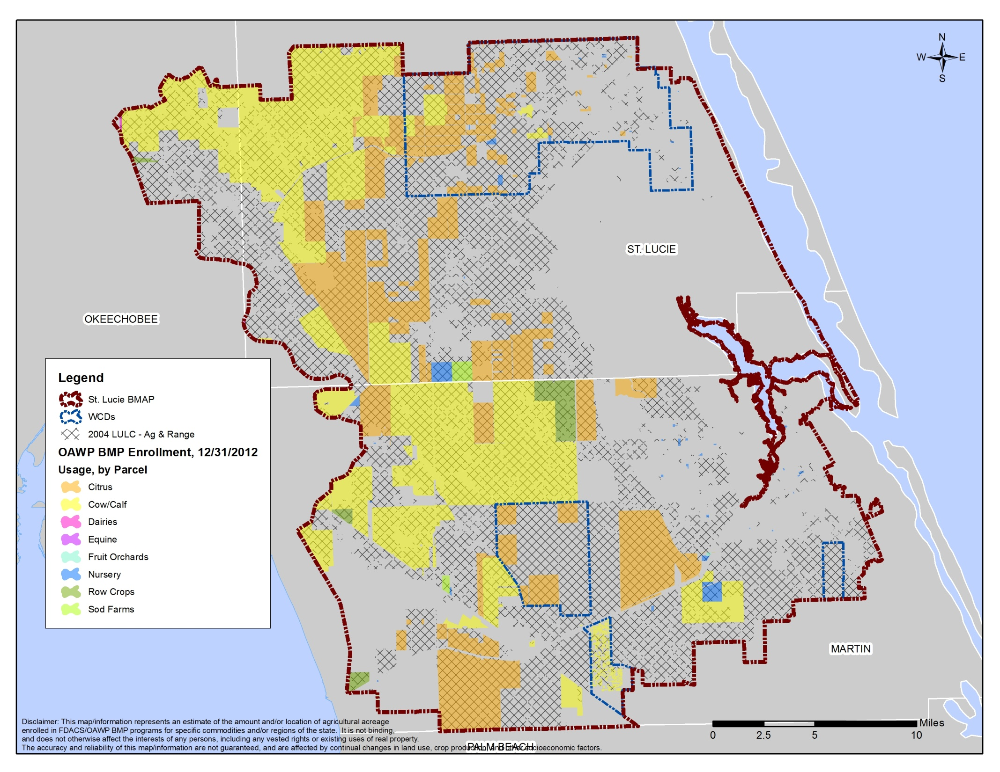 N
W E
S
ST. LUCIE
OKEECHOBEE
Legend
St. Lucie BMAP
WCDs
2004 LULC - Ag & Range
OAWP BMP Enrollment, 12/31/2012
Usage, by Parcel
Citrus
Cow/Calf
Dairies
Equine
Fruit Orchards
Nursery
Row Crops
Sod Farms
MARTIN
Miles
0 2.5 5 10
Disclaimer: This map/information represents an estimate of the amount and/or location of agricultural acreage
enrolled in FDACS/OAWP BMP programs for specific commodities and/or regions of the state. It is not binding,
and does not otherwise affect the interests of any persons, including any vested rights or existing uses of real property.
The accuracy and reliability of this map/information are not guaranteed, and are affected by continual changes in land use, crop production, and other socioeconomic factors.
PALM BEACH